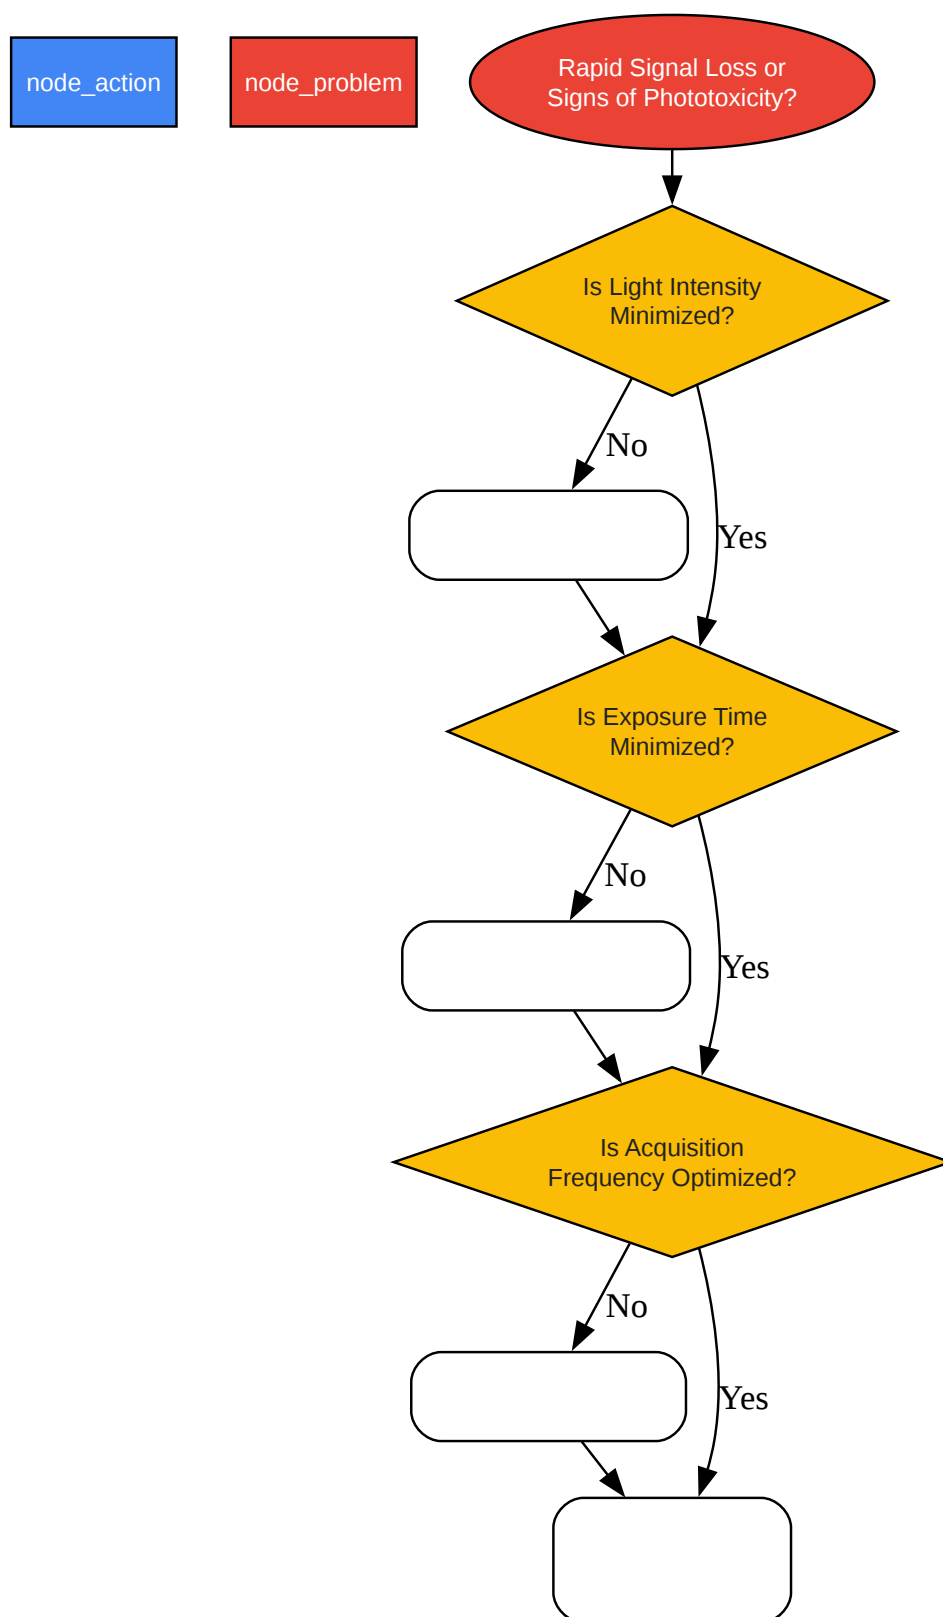 node_action
node_problem
Rapid Signal Loss or
Signs of Phototoxicity?
Is Light Intensity
Minimized?
No
Yes
Is Exposure Time
Minimized?
No
Yes
Is Acquisition
Frequency Optimized?
No
Yes